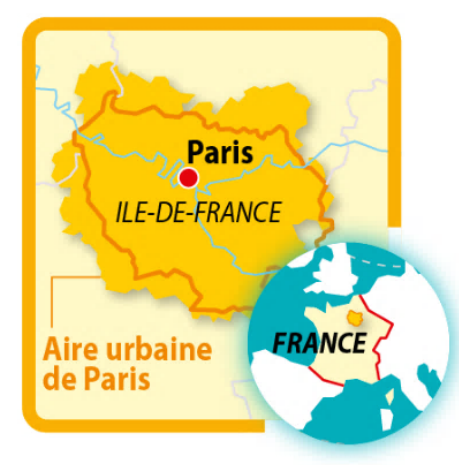 Paris
ILE-DE-FRANCE
FRANCE
Aire urbaine
de Paris